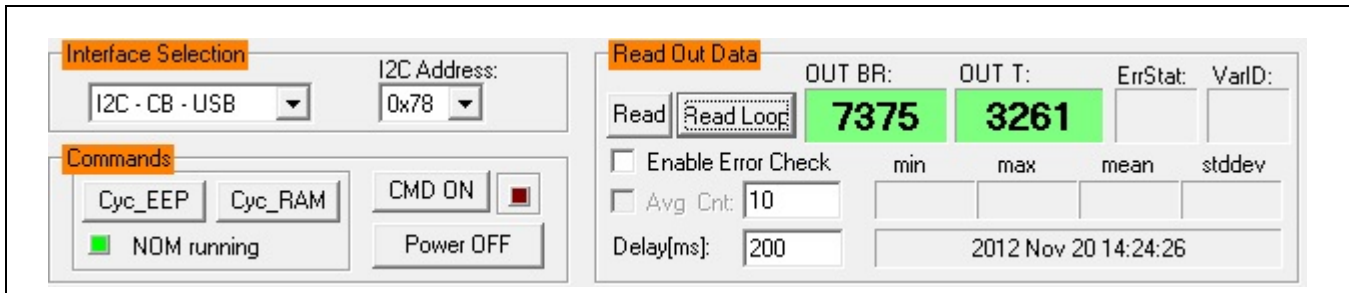 Interface Selection
I2C Address:
I2C - CB - USB
0x78
Commands
Cyc_EEP
Cyc_RAM
CMD ON
NOM running
Power OFF
Read Out Data
OUT BR:
OUT T:
ErrStat:
VarID:
Read
Read Loop
7375
3261
Enable Error Check
min
max
mean
stddev
Avg Cnt:
10
Delay[ms]:
200
2012 Nov 20 14:24:26